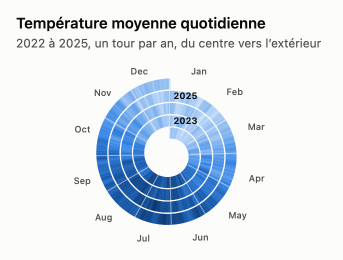 Température moyenne quotidienne
2022 à 2025, un tour par an, du centre vers l’extérieur
Dec Jan
Nov 2025 Feb
2023
Oct Mar
Sep Apr
Aug May
Jul Jun